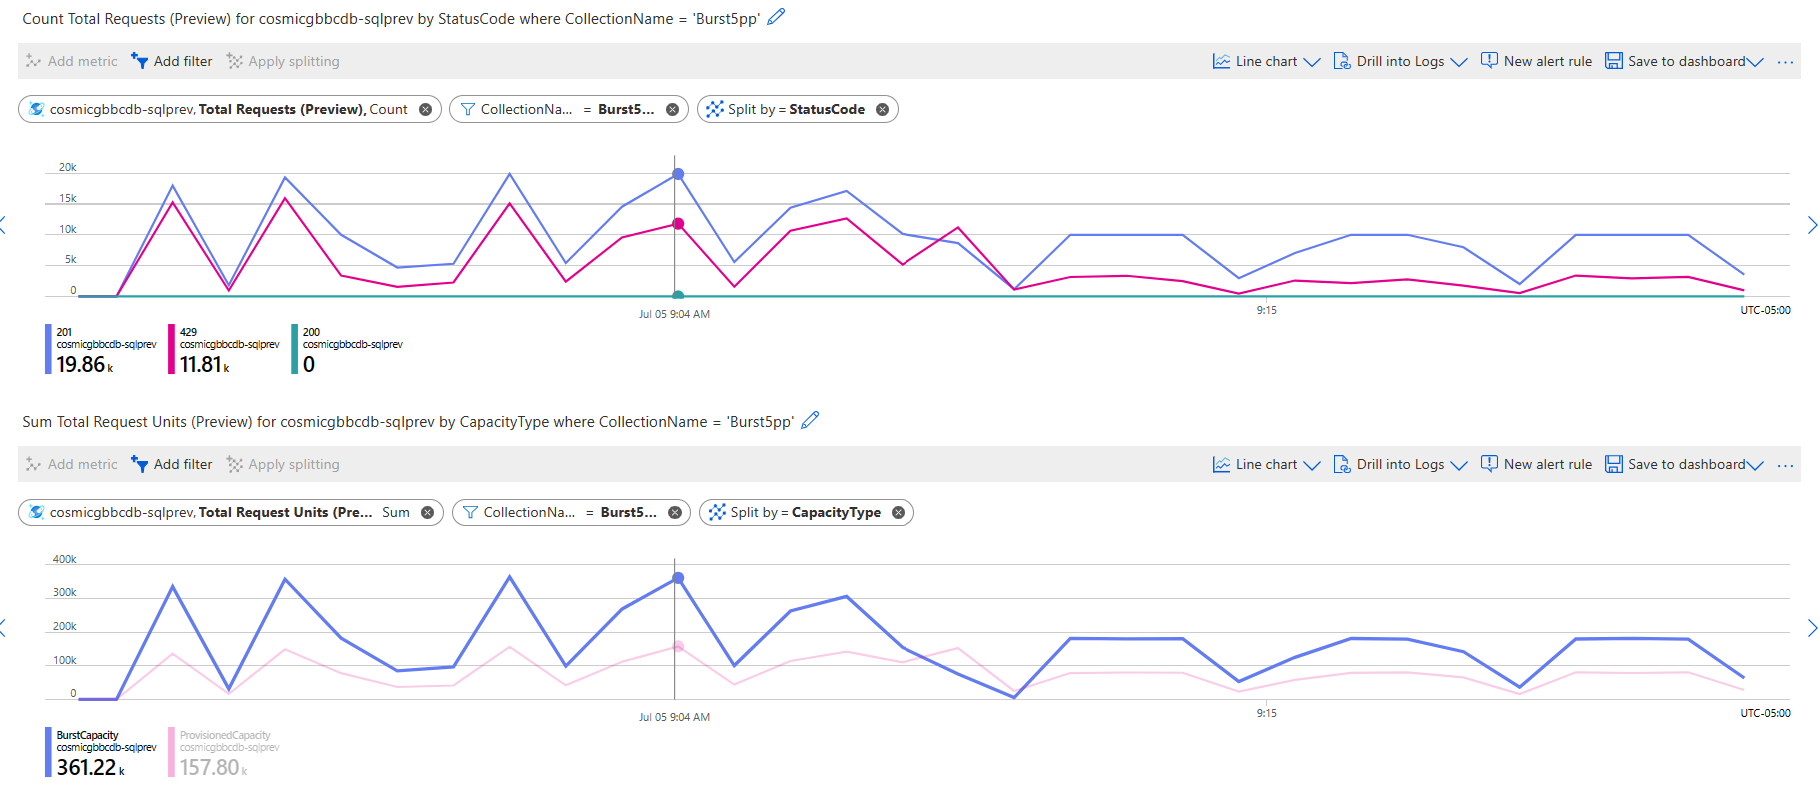 Count Total Requests (Preview) for cosmicgbbcdb-sqlprev by StatusCode where CollectionName = 'Burst5pp'
Add metric Add filter Apply splitting Line chart Drill into Logs New alert rule Save to dashboard ...
cosmicgbbcdb-sqlprev, Total Requests (Preview), Count CollectionNa... = Burst5... Split by = StatusCode
20k
15k
10k
5k
0
Jul 05 9:04 AM 9:15 UTC-05:00
201 429 200
cosmicgbbcdb-sqlprev cosmicgbbcdb-sqlprev cosmicgbbcdb-sqlprev
19.86 k 11.81 k 0
Sum Total Request Units (Preview) for cosmicgbbcdb-sqlprev by CapacityType where CollectionName = 'Burst5pp'
Add metric Add filter Apply splitting Line chart Drill into Logs New alert rule Save to dashboard ...
cosmicgbbcdb-sqlprev, Total Request Units (Pre... Sum CollectionNa... = Burst5... Split by = CapacityType
400k
300k
200k
100k
0
Jul 05 9:04 AM 9:15 UTC-05:00
BurstCapacity ProvisionedCapacity
cosmicgbbcdb-sqlprev cosmicgbbcdb-sqlprev
361.22 k 157.80 k